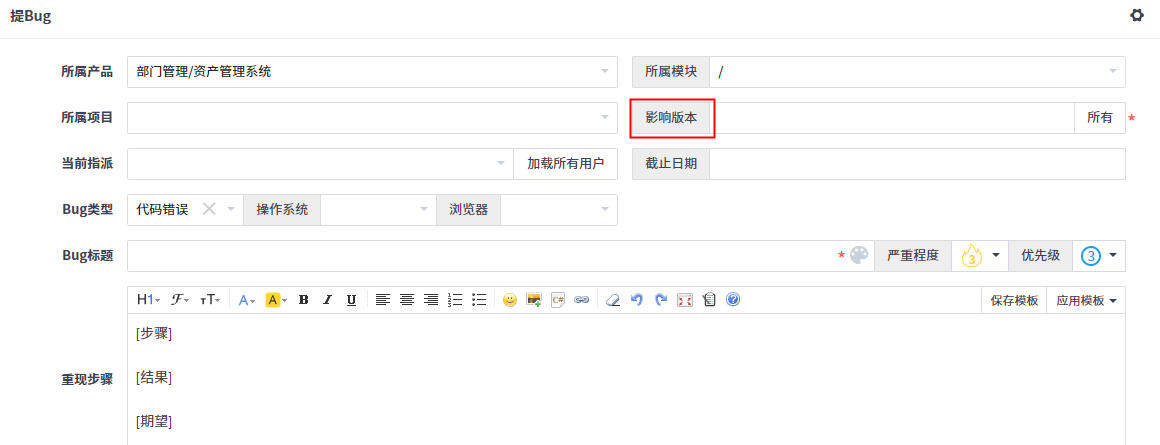 提Bug
所属产品 部门管理/资产管理系统 所属模块 /
所属项目 影响版本 所有 *
当前指派 加载所有用户 截止日期
Bug类型 代码错误 操作系统 浏览器
Bug标题 * 严重程度 3 优先级 3
H1 F TT A A B I U C# 保存模板 应用模板
重现步骤
[步骤]
[结果]
[期望]